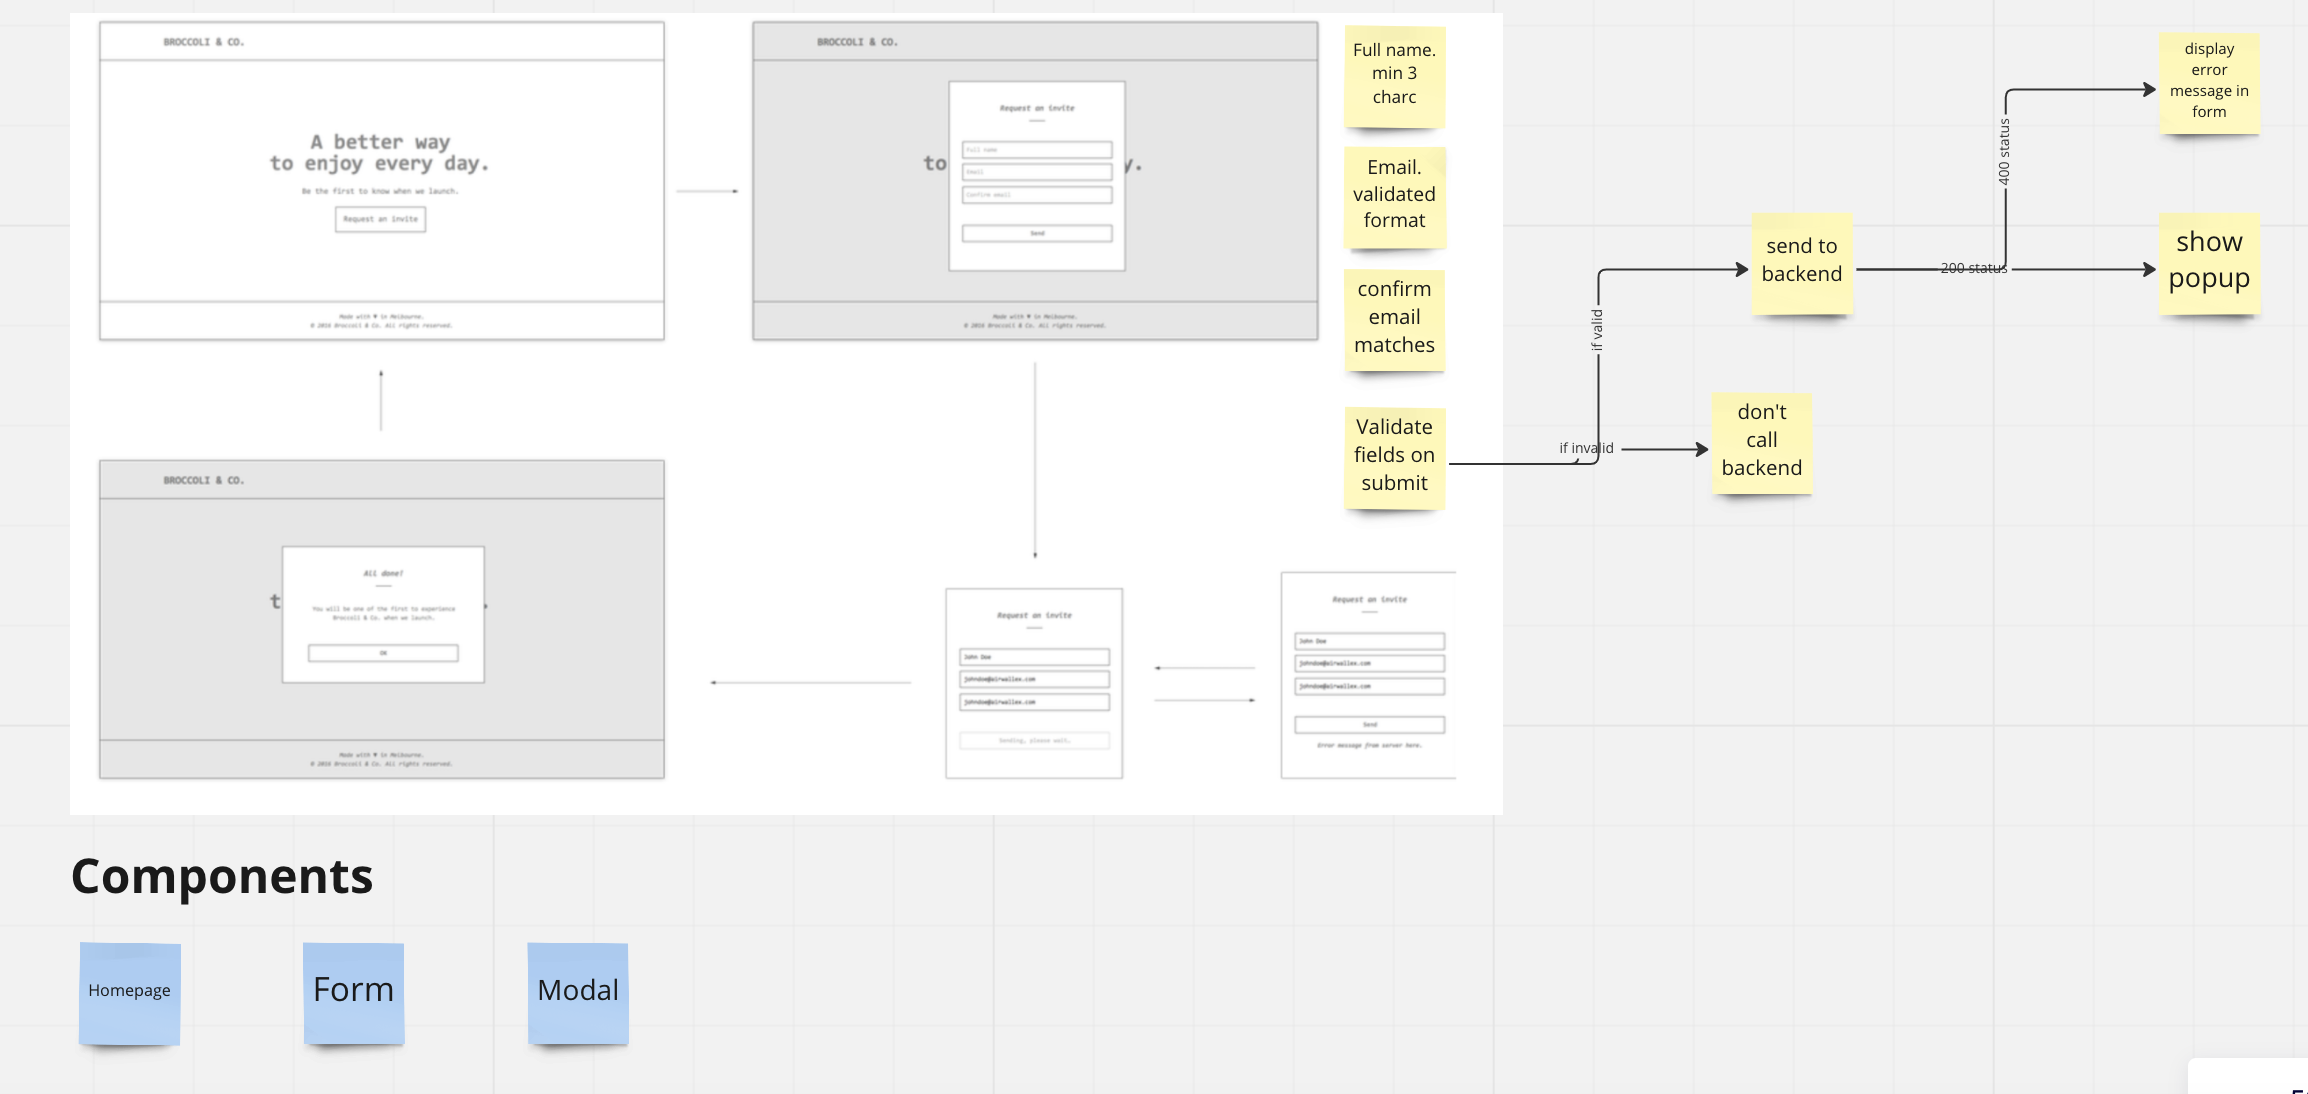 BROCCOLI & CO.
A better way
to enjoy every day.
Be the first to know when we launch.
Request an invite
Made with ♥ in Melbourne.
© 2016 Broccoli & Co. All rights reserved.
BROCCOLI & CO.
to
y.
Request an invite
Full name
Email
Confirm email
Send
Made with ♥ in Melbourne.
© 2016 Broccoli & Co. All rights reserved.
Full name.
min 3
charc
Email.
validated
format
confirm
email
matches
Validate
fields on
submit
if valid
if invalid
send to
backend
don't
call
backend
400 status
200 status
display
error
message in
form
show
popup
BROCCOLI & CO.
t
.
All done!
You will be one of the first to experience
Broccoli & Co. when we launch.
OK
Made with ♥ in Melbourne.
© 2016 Broccoli & Co. All rights reserved.
Request an invite
John Doe
johndoe@airwallex.com
johndoe@airwallex.com
Sending, please wait…
Request an invite
John Doe
johndoe@airwallex.com
johndoe@airwallex.com
Send
Error message from server here.
Components
Homepage
Form
Modal